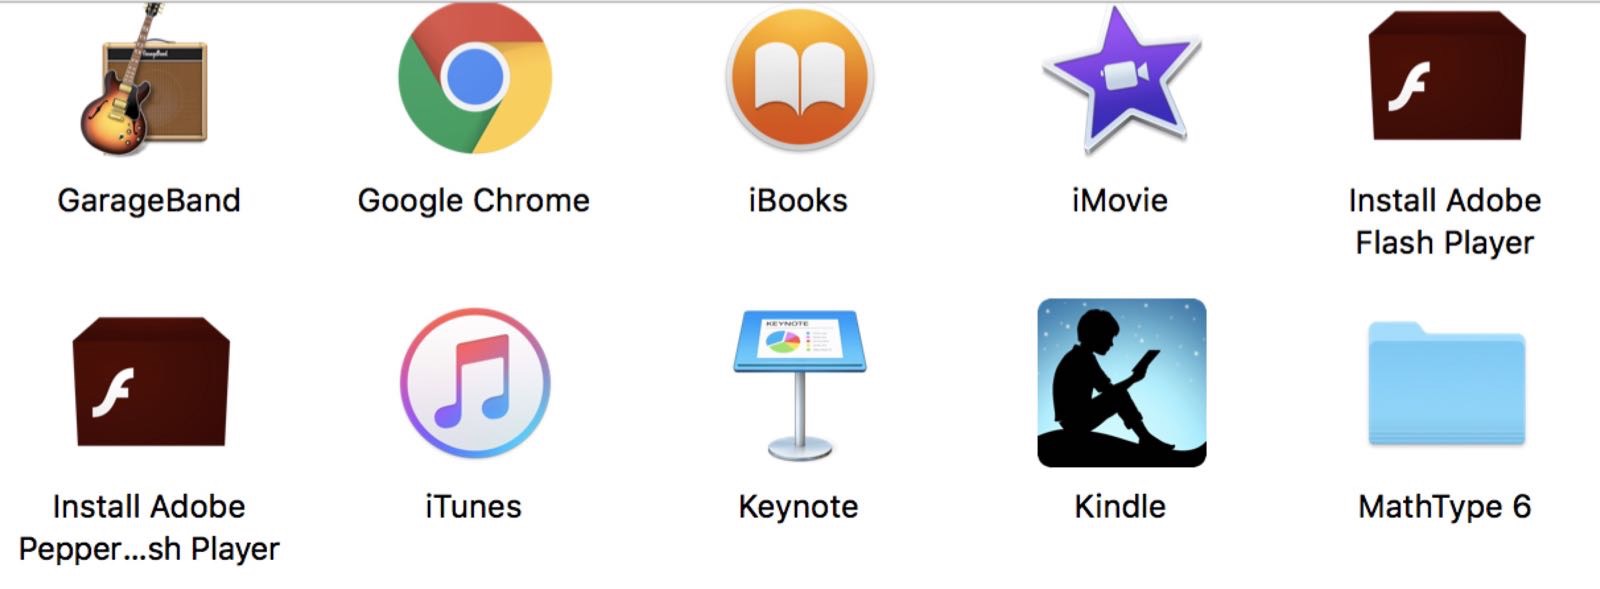 GarageBand
Google Chrome
iBooks
iMovie
Install Adobe
Flash Player
KEYNOTE
Install Adobe
Pepper...sh Player
iTunes
Keynote
Kindle
MathType 6